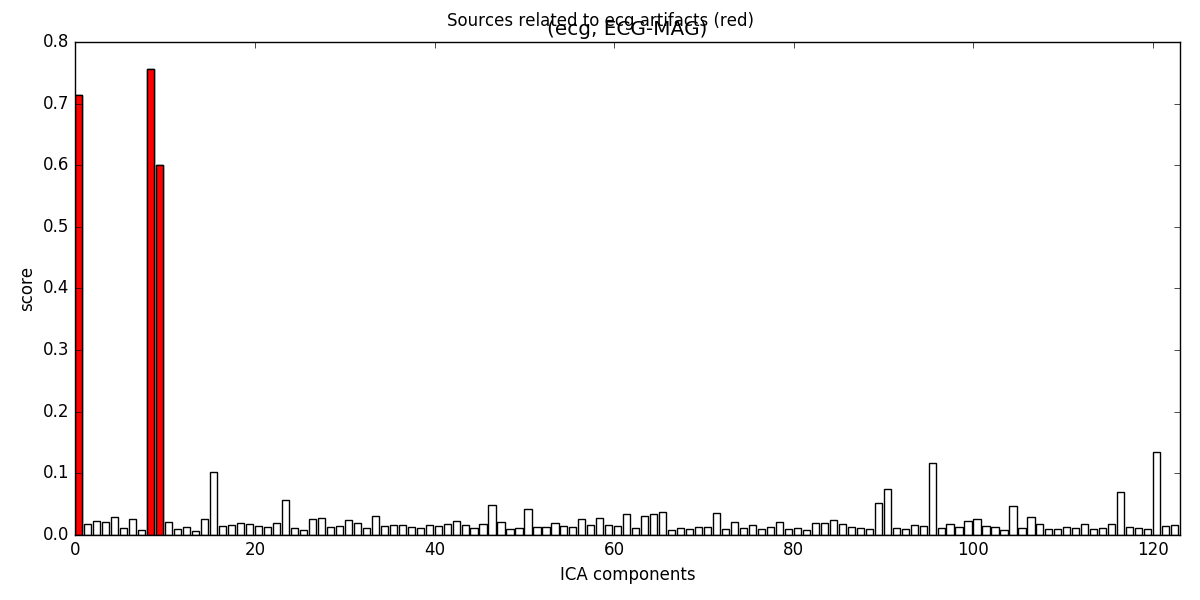 Sources related to ecg artifacts (red)
(ecg, ECG-MAG)
0.8
0.7
0.6
0.5
0.4
0.3
0.2
0.1
0.0
score
0 20 40 60 80 100 120
ICA components